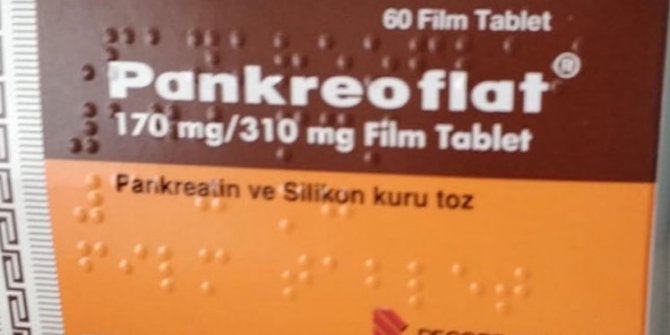 60 Film Tablet
Pankreoflat®
170 mg/310 mg Film Tablet
Pankreatin ve Silikon kuru toz